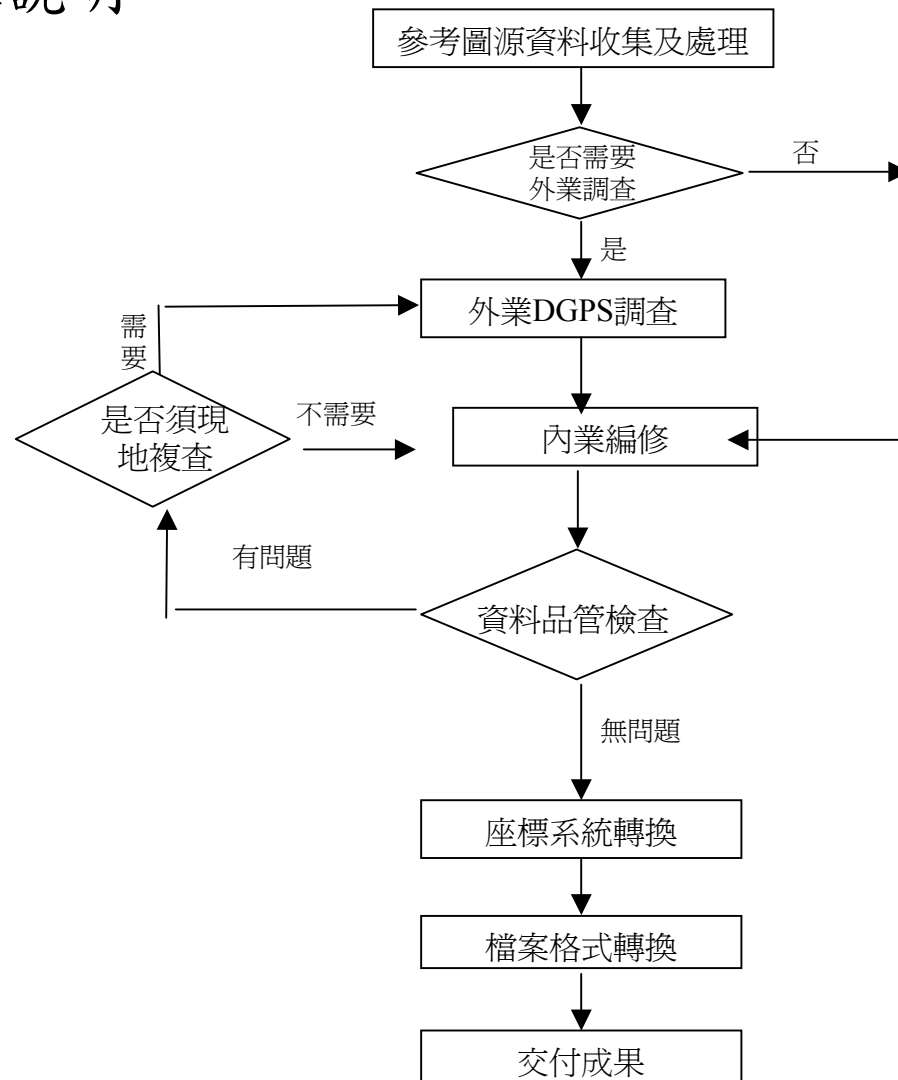 說明
參考圖源資料收集及處理
是否需要
外業調查
否
是
外業DGPS調查
需
要
是否須現
地複查
不需要
內業編修
有問題
資料品管檢查
無問題
座標系統轉換
檔案格式轉換
交付成果